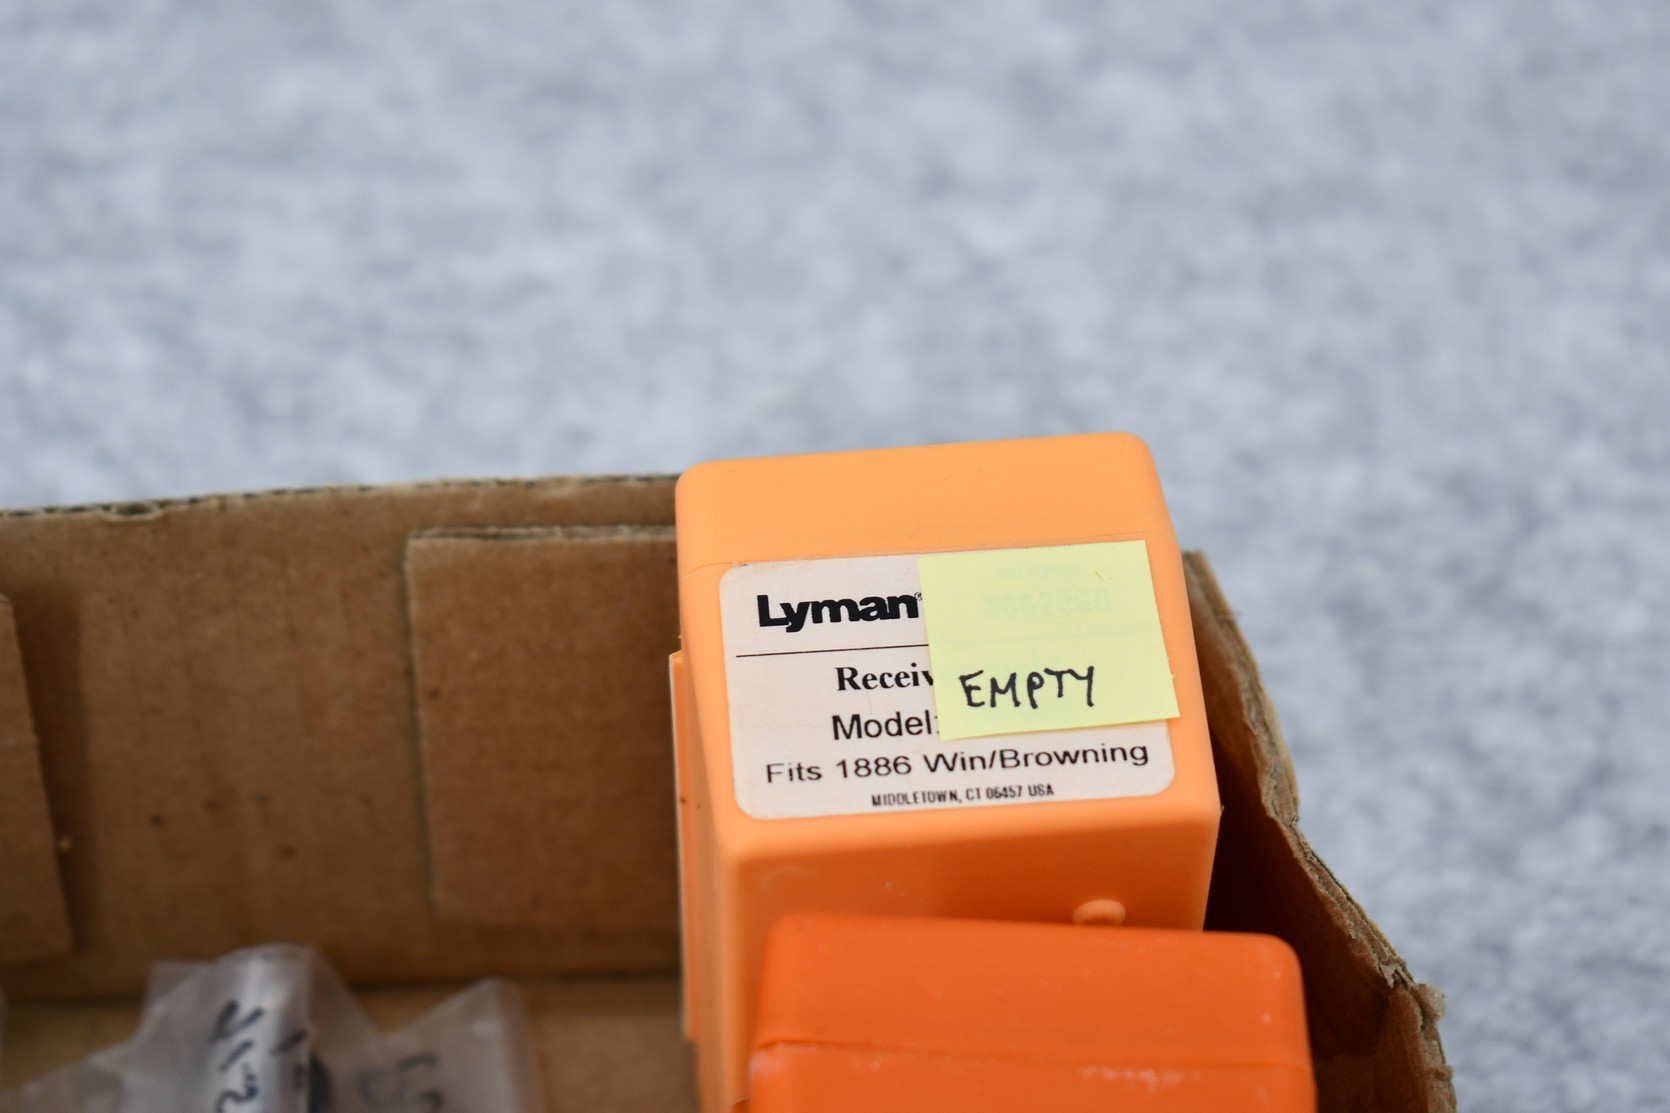 Lyman®
Receiv
EMPTY
Model:
Fits 1886 Win/Browning
MIDDLETOWN, CT 06457 USA